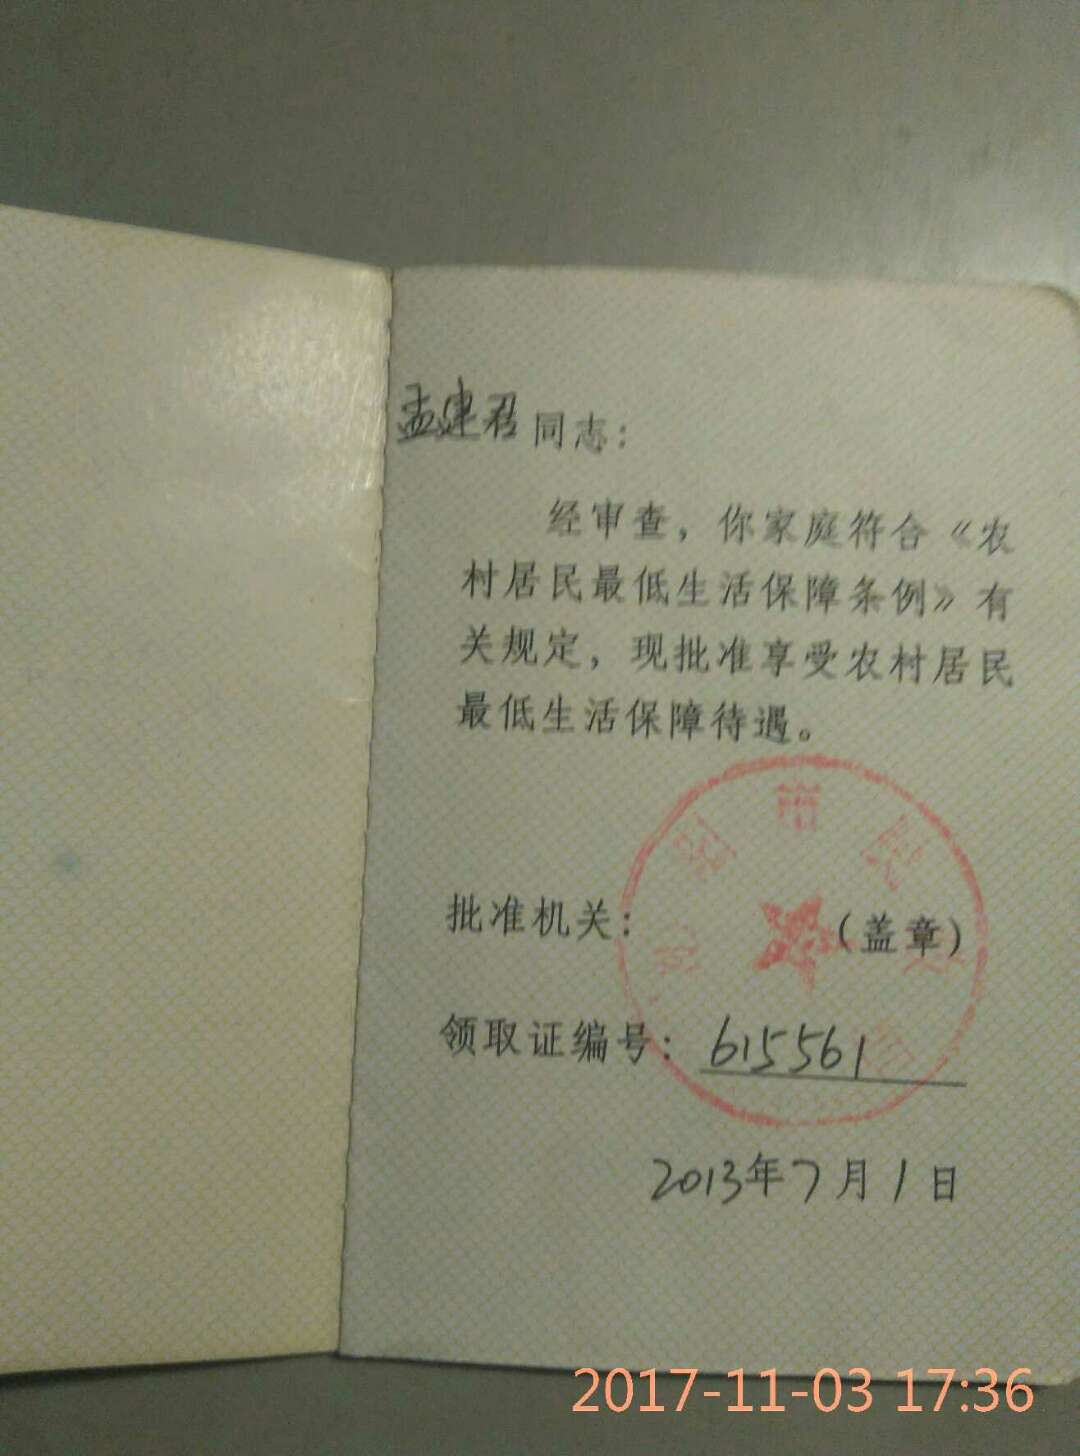 孟建召同志：
经审查，你家庭符合《农
村居民最低生活保障条例》有
关规定，现批准享受农村居民
最低生活保障待遇。
市民
批准机关：（盖章）
领取证编号：615561
2013年7月1日
2017-11-03 17:36